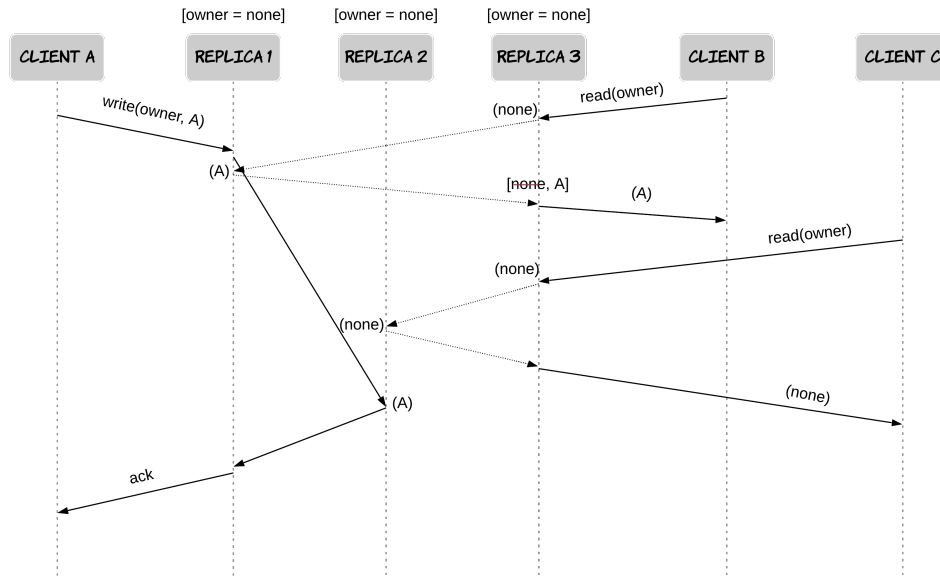 [owner = none] [owner = none] [owner = none]
CLIENT A REPLICA 1 REPLICA 2 REPLICA 3 CLIENT B CLIENT C
read(owner)
write(owner, A)
(none)
(A)
[none, A]
(A)
read(owner)
(none)
(none)
(none)
(A)
ack